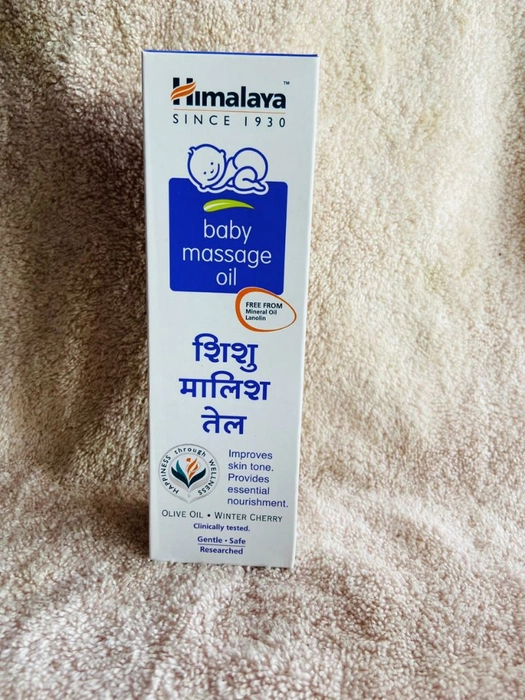 Himalaya™
SINCE 1930
baby
massage
oil
FREE FROM
Mineral Oil
Lanolin
शिशु
मालिश
तेल
HAPPINESS through WELLNESS
Improves
skin tone.
Provides
essential
nourishment.
OLIVE OIL • WINTER CHERRY
Clinically tested.
Gentle • Safe
Researched